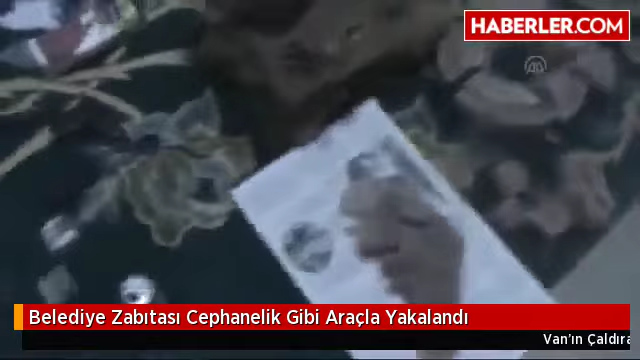 HABERLER.COM
Belediye Zabıtası Cephanelik Gibi Araçla Yakalandı
Van'ın Çaldıra